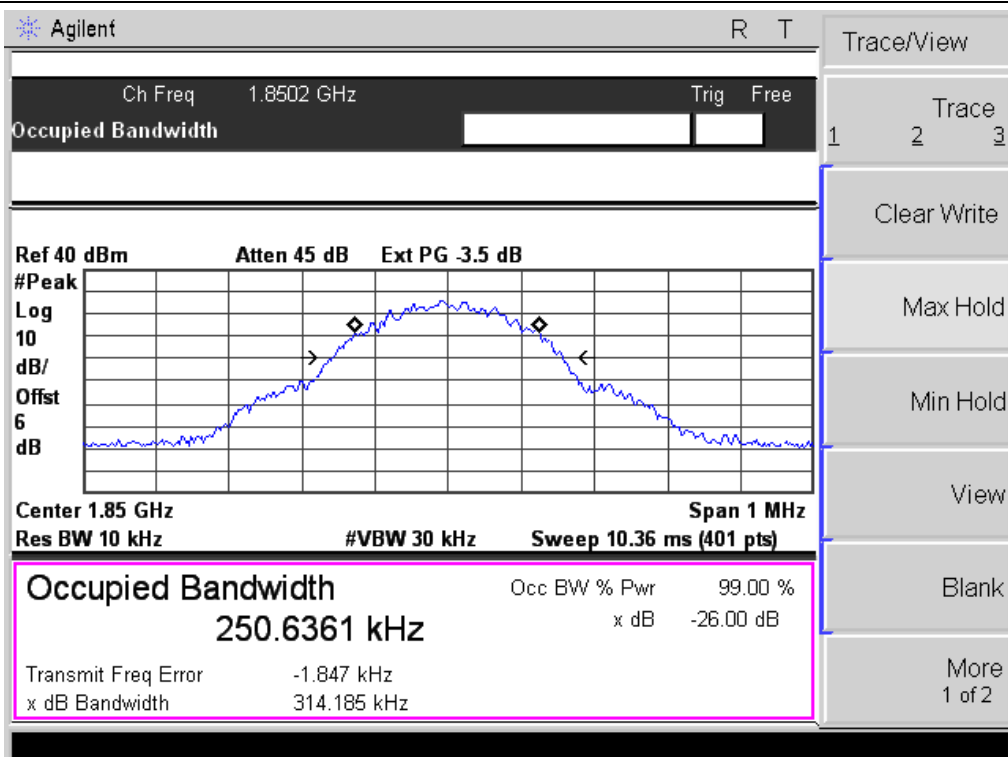 Agilent R T
Trace/View
Ch Freq 1.8502 GHz Trig Free
Occupied Bandwidth
Trace
1 2 3
Clear Write
Max Hold
Min Hold
View
Blank
More
1 of 2
Ref 40 dBm Atten 45 dB Ext PG -3.5 dB
#Peak
Log
10
dB/
Offst
6
dB
Center 1.85 GHz Span 1 MHz
Res BW 10 kHz #VBW 30 kHz Sweep 10.36 ms (401 pts)
Occupied Bandwidth
250.6361 kHz
Occ BW % Pwr 99.00 %
x dB -26.00 dB
Transmit Freq Error -1.847 kHz
x dB Bandwidth 314.185 kHz